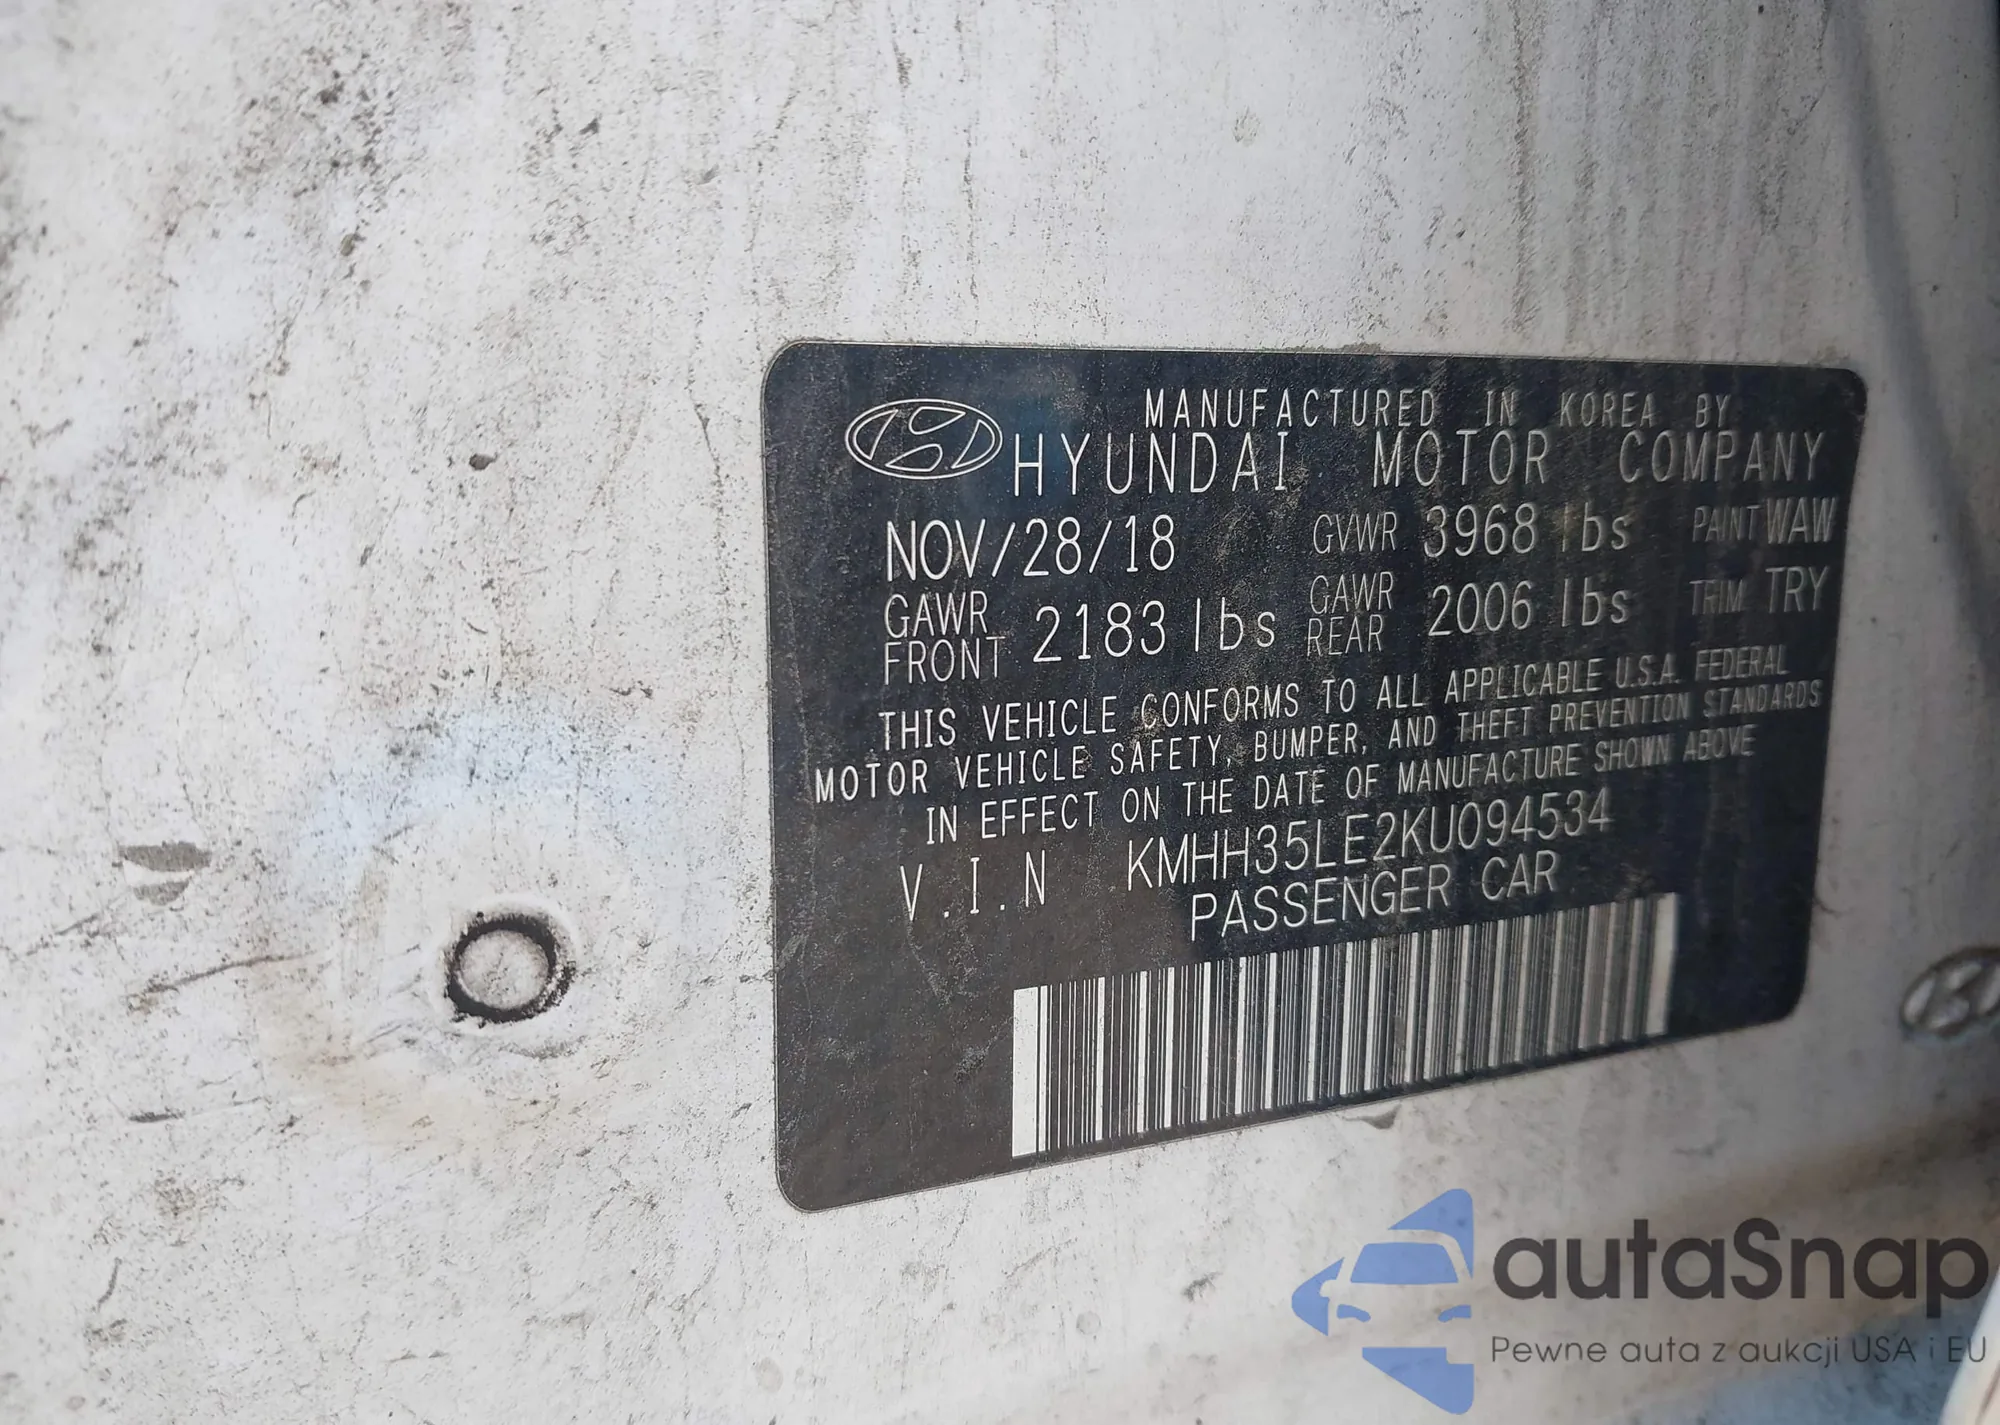 MANUFACTURED IN KOREA BY
HYUNDAI MOTOR COMPANY
NOV/28/18 GVWR 3968 lbs PAINT WAW
GAWR FRONT 2183 lbs GAWR REAR 2006 lbs TRIM TRY
THIS VEHICLE CONFORMS TO ALL APPLICABLE U.S.A. FEDERAL
MOTOR VEHICLE SAFETY, BUMPER, AND THEFT PREVENTION STANDARDS
IN EFFECT ON THE DATE OF MANUFACTURE SHOWN ABOVE
V.I.N KMHH35LE2KU094534
PASSENGER CAR
autaSnap
Pewne auta z aukcji USA i EU